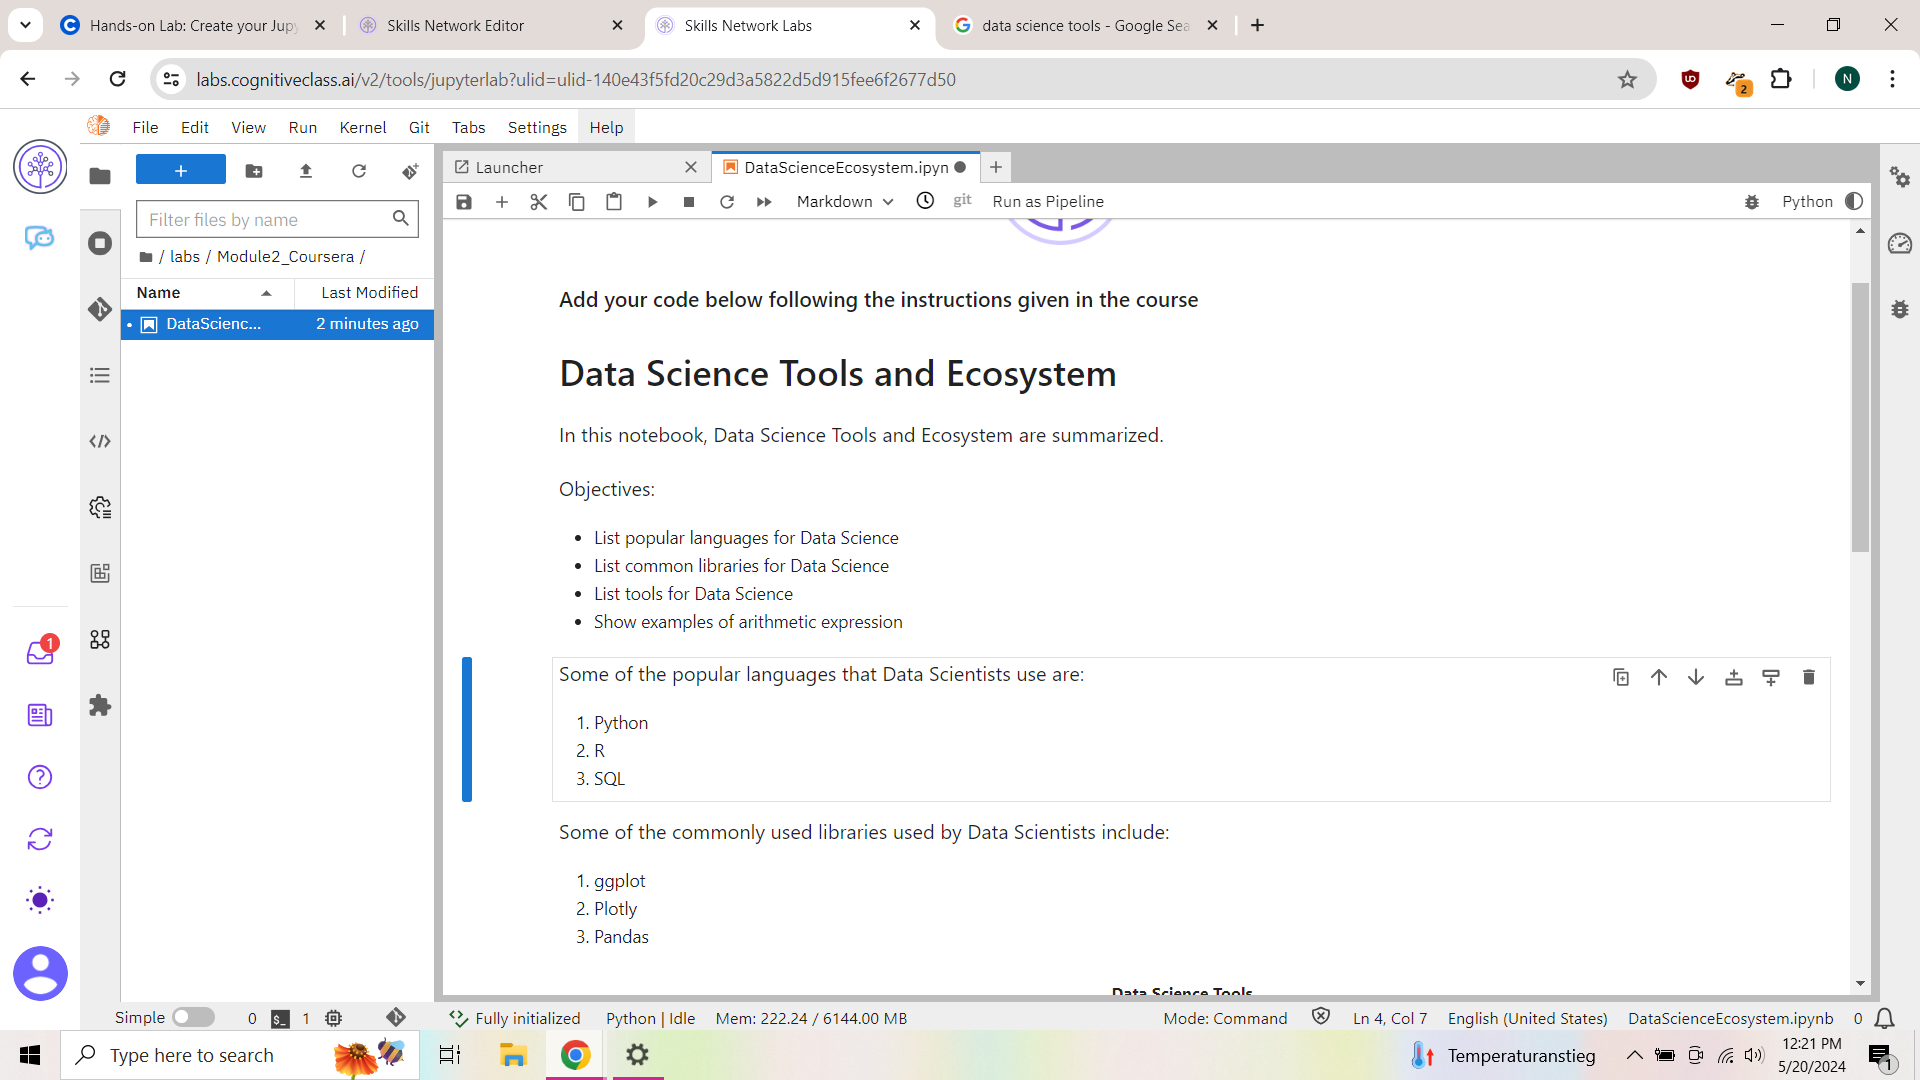 Hands-on Lab: Create your Jupy
Skills Network Editor
Skills Network Labs
data science tools - Google Sea
labs.cognitiveclass.ai/v2/tools/jupyterlab?ulid=ulid-140e43f5fd20c29d3a5822d5d915fee6f2677d50
2
N
File Edit View Run Kernel Git Tabs Settings Help
Launcher
DataScienceEcosystem.ipyn
Markdown
git
Run as Pipeline
Python
Filter files by name
/ labs / Module2_Coursera /
Name Last Modified
DataScienc... 2 minutes ago
Add your code below following the instructions given in the course
Data Science Tools and Ecosystem
In this notebook, Data Science Tools and Ecosystem are summarized.
Objectives:
• List popular languages for Data Science
• List common libraries for Data Science
• List tools for Data Science
• Show examples of arithmetic expression
Some of the popular languages that Data Scientists use are:
1. Python
2. R
3. SQL
Some of the commonly used libraries used by Data Scientists include:
1. ggplot
2. Plotly
3. Pandas
Data Science Tools
1
Simple 0 $_ 1 Fully initialized Python | Idle Mem: 222.24 / 6144.00 MB Mode: Command Ln 4, Col 7 English (United States) DataScienceEcosystem.ipynb 0
Type here to search
Temperaturanstieg
12:21 PM
5/20/2024
1